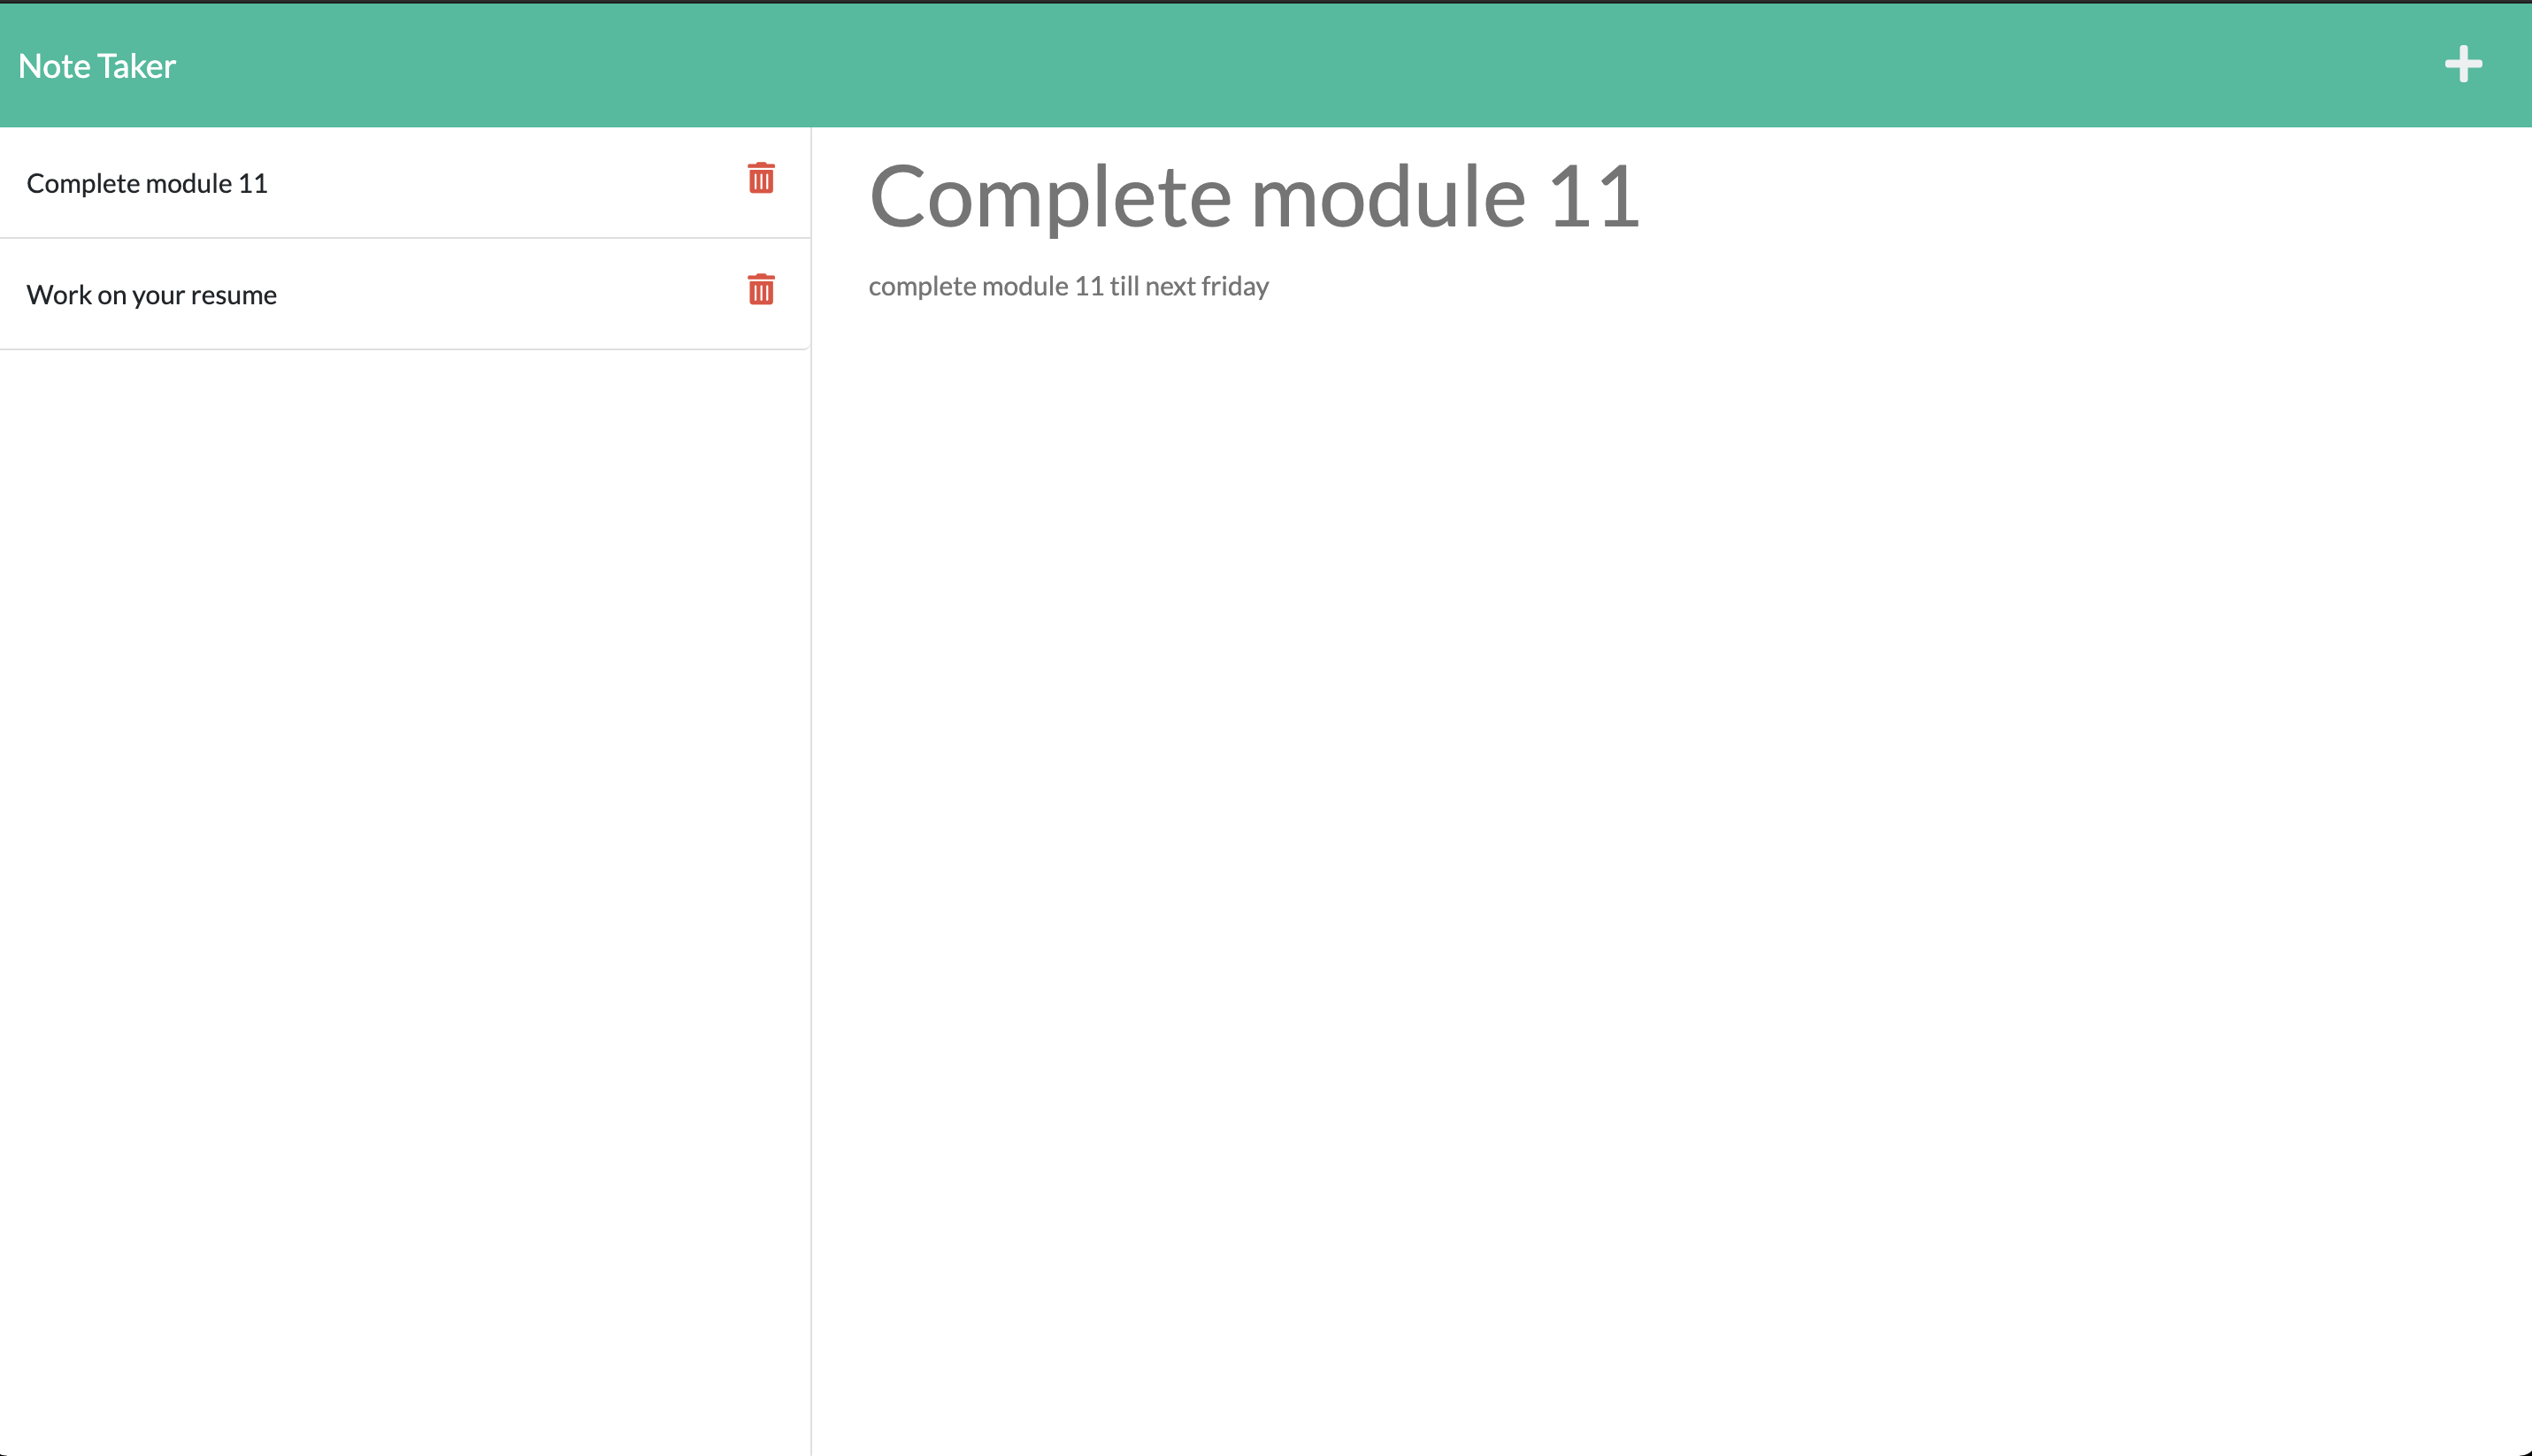 Note Taker
Complete module 11
Work on your resume
Complete module 11
complete module 11 till next friday